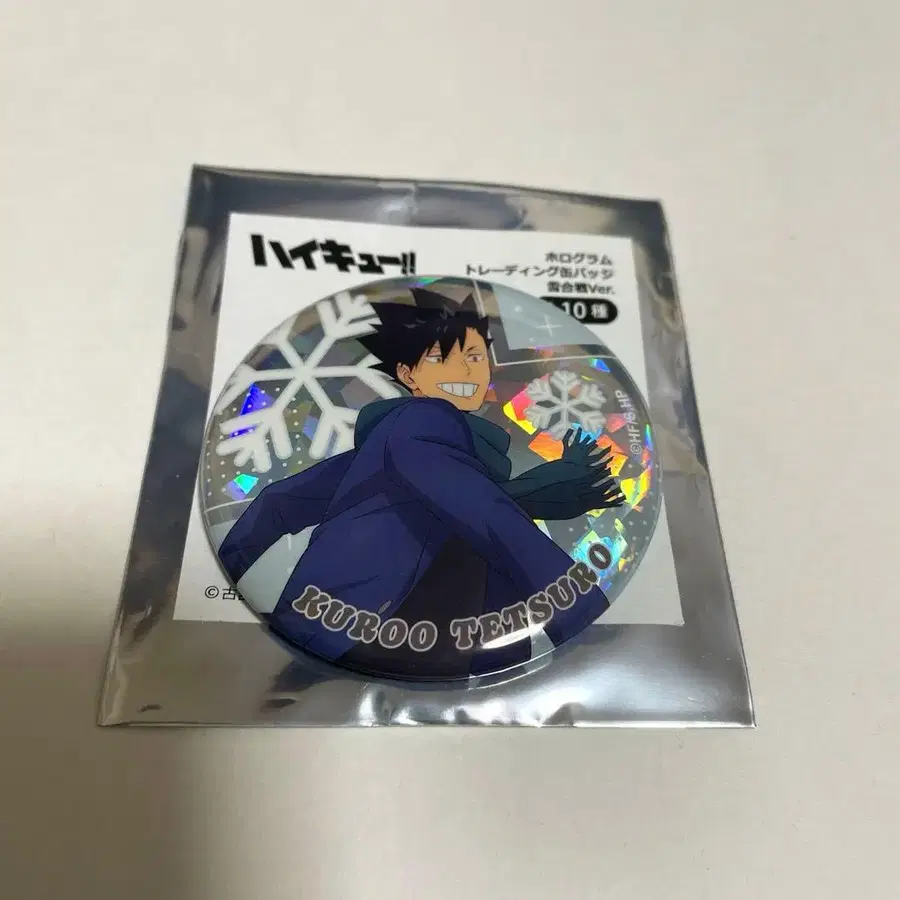 ハイキュー!!
ホログラム
トレーディング缶バッジ
雪合戦Ver.
10種
©HF/S,HP
KUROO TETSURO
©古